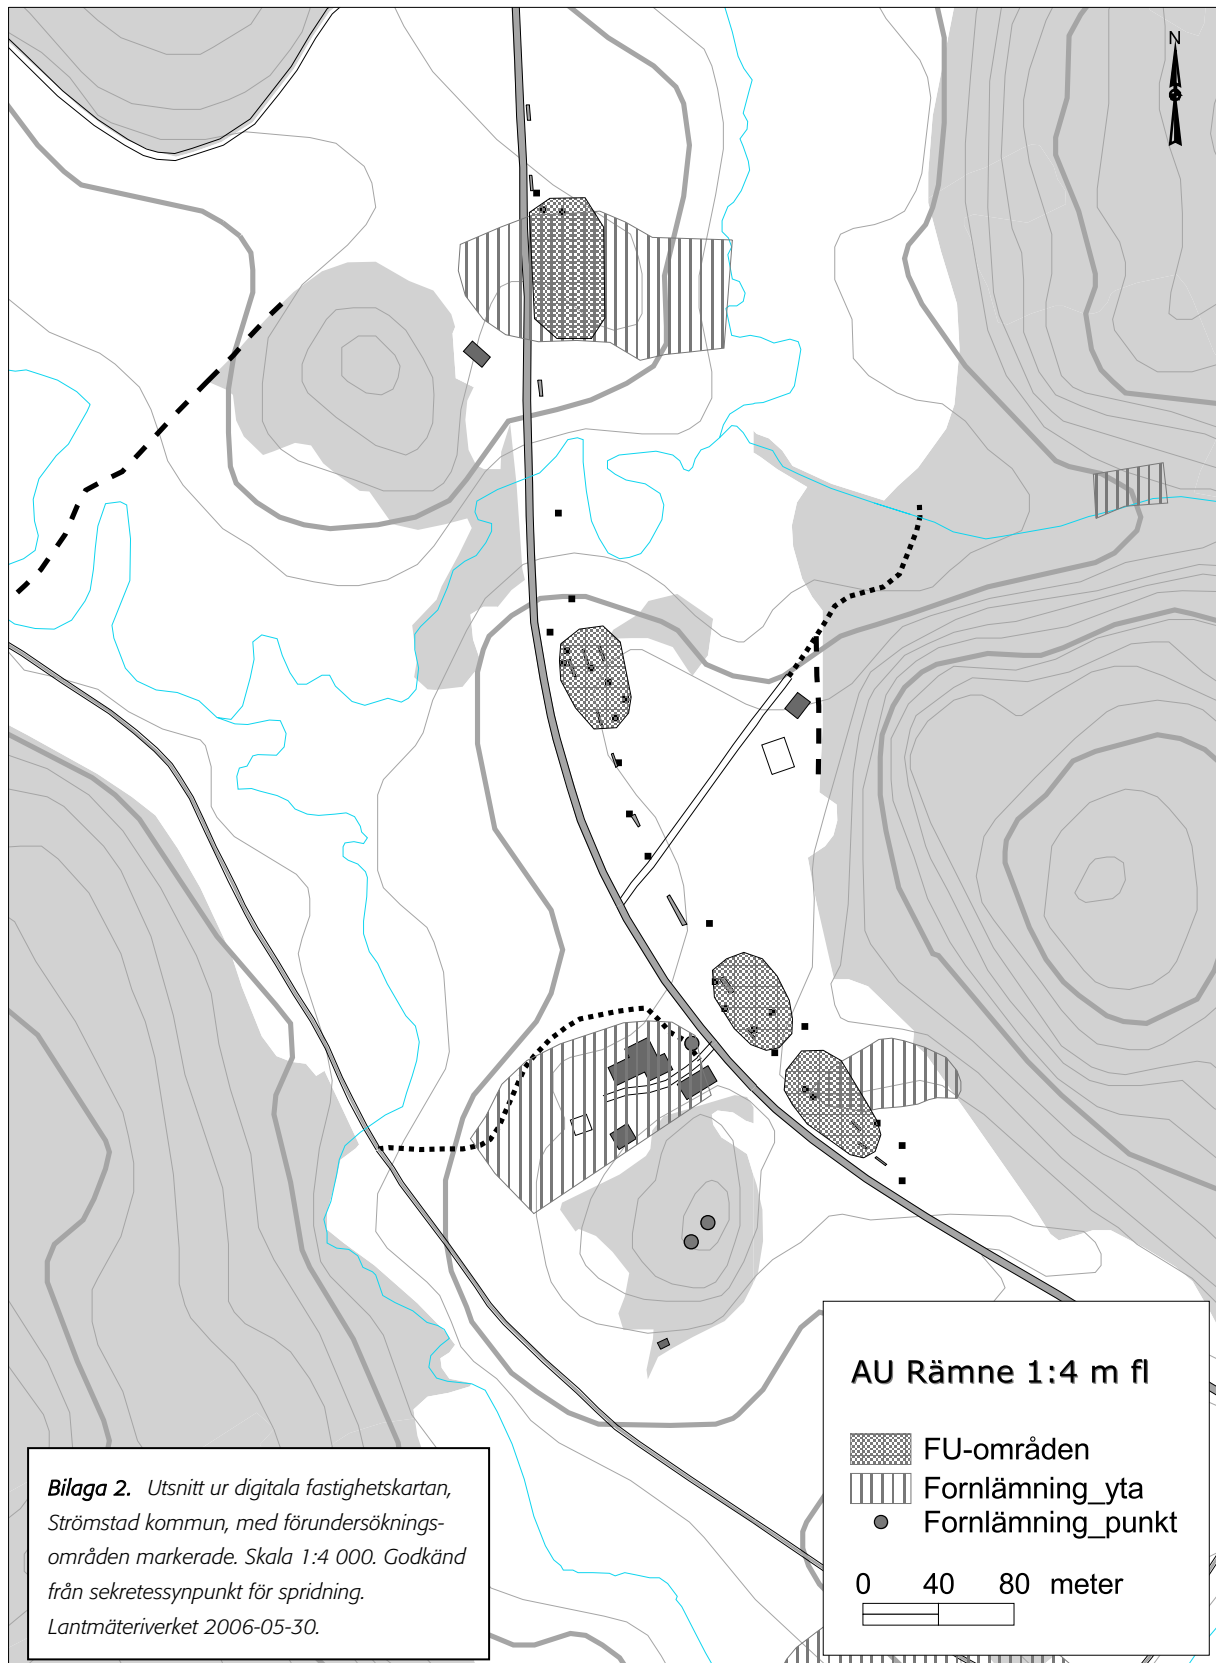 N
AU Rämne 1:4 m fl
FU-områden
Fornlämning_yta
Fornlämning_punkt
0 40 80 meter
Bilaga 2. Utsnitt ur digitala fastighetskartan,
Strömstad kommun, med förundersöknings-
områden markerade. Skala 1:4 000. Godkänd
från sekretessynpunkt för spridning.
Lantmäteriverket 2006-05-30.